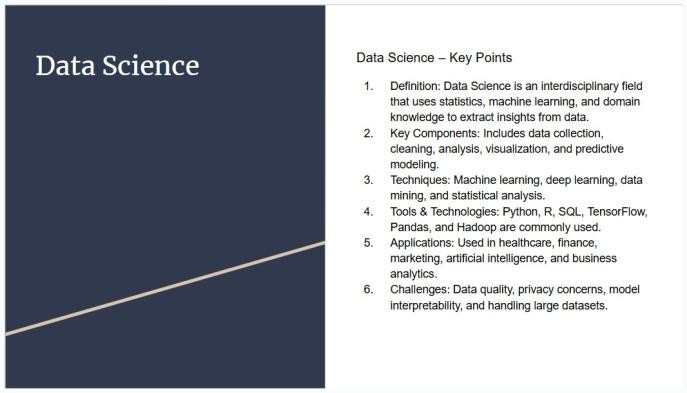 Data Science
Data Science – Key Points
1. Definition: Data Science is an interdisciplinary field
that uses statistics, machine learning, and domain
knowledge to extract insights from data.
2. Key Components: Includes data collection,
cleaning, analysis, visualization, and predictive
modeling.
3. Techniques: Machine learning, deep learning, data
mining, and statistical analysis.
4. Tools & Technologies: Python, R, SQL, TensorFlow,
Pandas, and Hadoop are commonly used.
5. Applications: Used in healthcare, finance,
marketing, artificial intelligence, and business
analytics.
6. Challenges: Data quality, privacy concerns, model
interpretability, and handling large datasets.